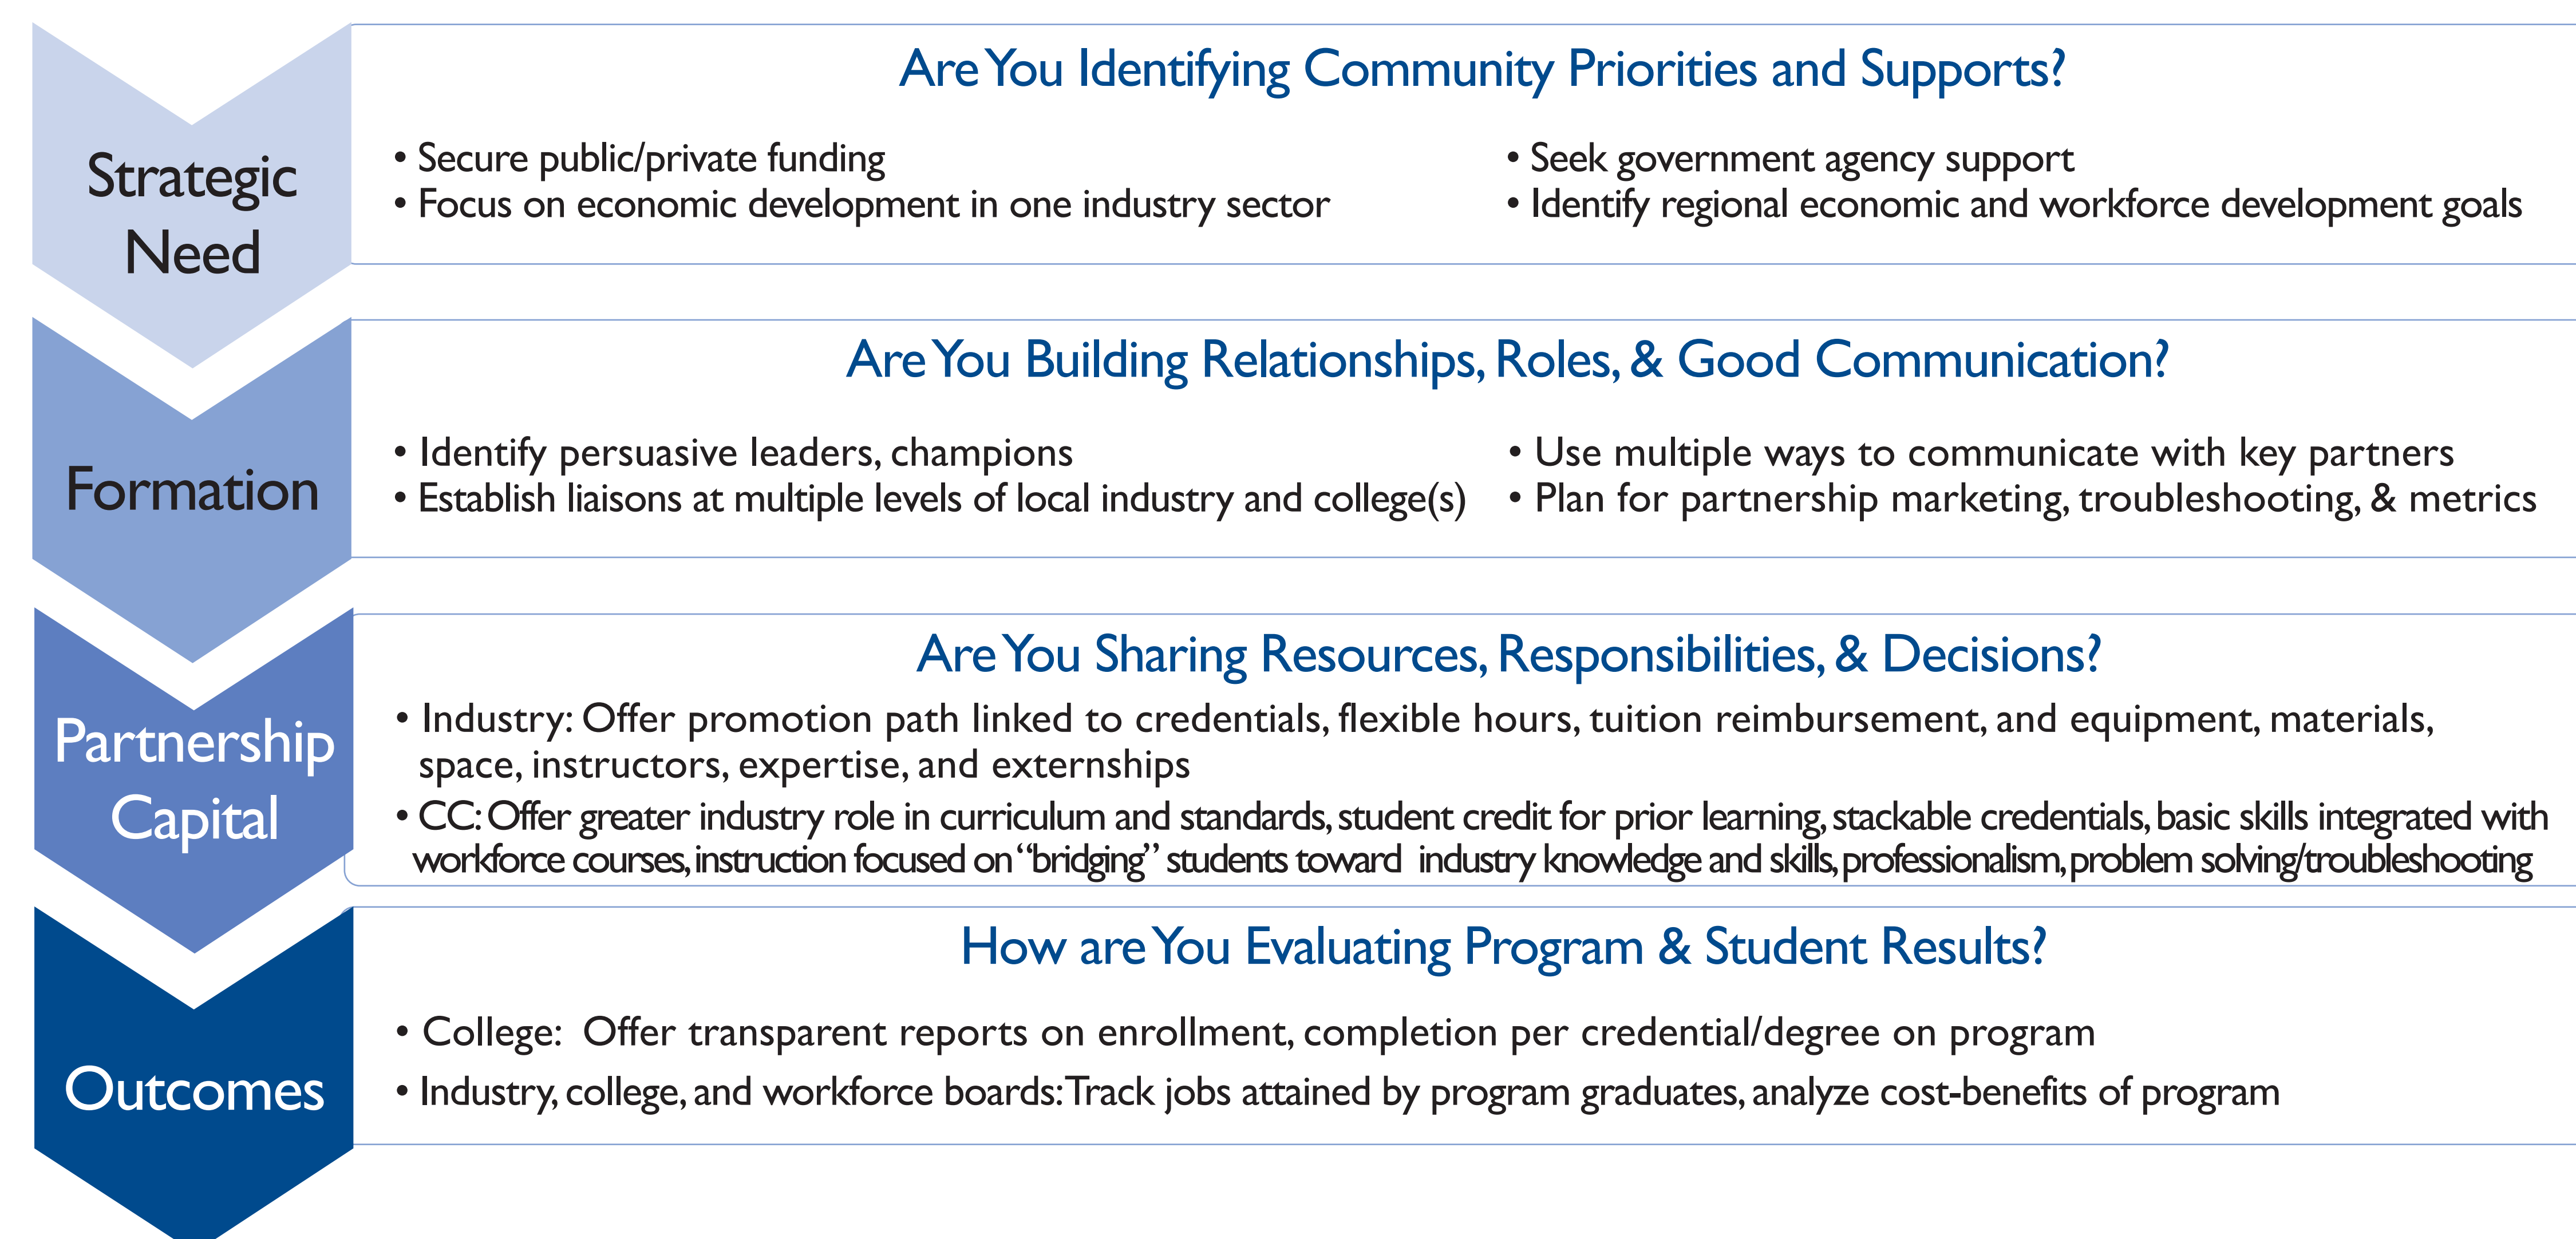 Strategic
Need
Are You Identifying Community Priorities and Supports?
• Secure public/private funding
• Focus on economic development in one industry sector
• Seek government agency support
• Identify regional economic and workforce development goals
Formation
Are You Building Relationships, Roles, & Good Communication?
• Identify persuasive leaders, champions
• Establish liaisons at multiple levels of local industry and college(s)
• Use multiple ways to communicate with key partners
• Plan for partnership marketing, troubleshooting, & metrics
Partnership
Capital
Are You Sharing Resources, Responsibilities, & Decisions?
• Industry: Offer promotion path linked to credentials, flexible hours, tuition reimbursement, and equipment, materials,
space, instructors, expertise, and externships
• CC: Offer greater industry role in curriculum and standards, student credit for prior learning, stackable credentials, basic skills integrated with
workforce courses, instruction focused on “bridging” students toward industry knowledge and skills, professionalism, problem solving/troubleshooting
Outcomes
How are You Evaluating Program & Student Results?
• College: Offer transparent reports on enrollment, completion per credential/degree on program
• Industry, college, and workforce boards: Track jobs attained by program graduates, analyze cost-benefits of program